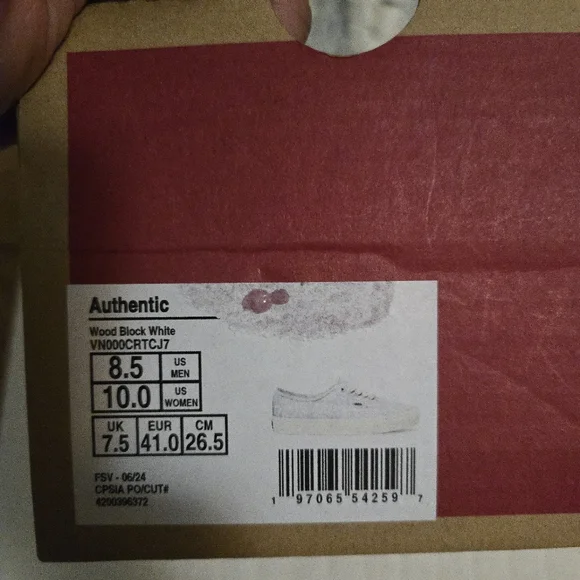 Authentic
Wood Block White
VN000CRTCJ7
8.5 US MEN
10.0 US WOMEN
UK EUR CM
7.5 41.0 26.5
FSV - 06/24
CPSIA PO/CUT#
4200396372
1 97065 54259 7